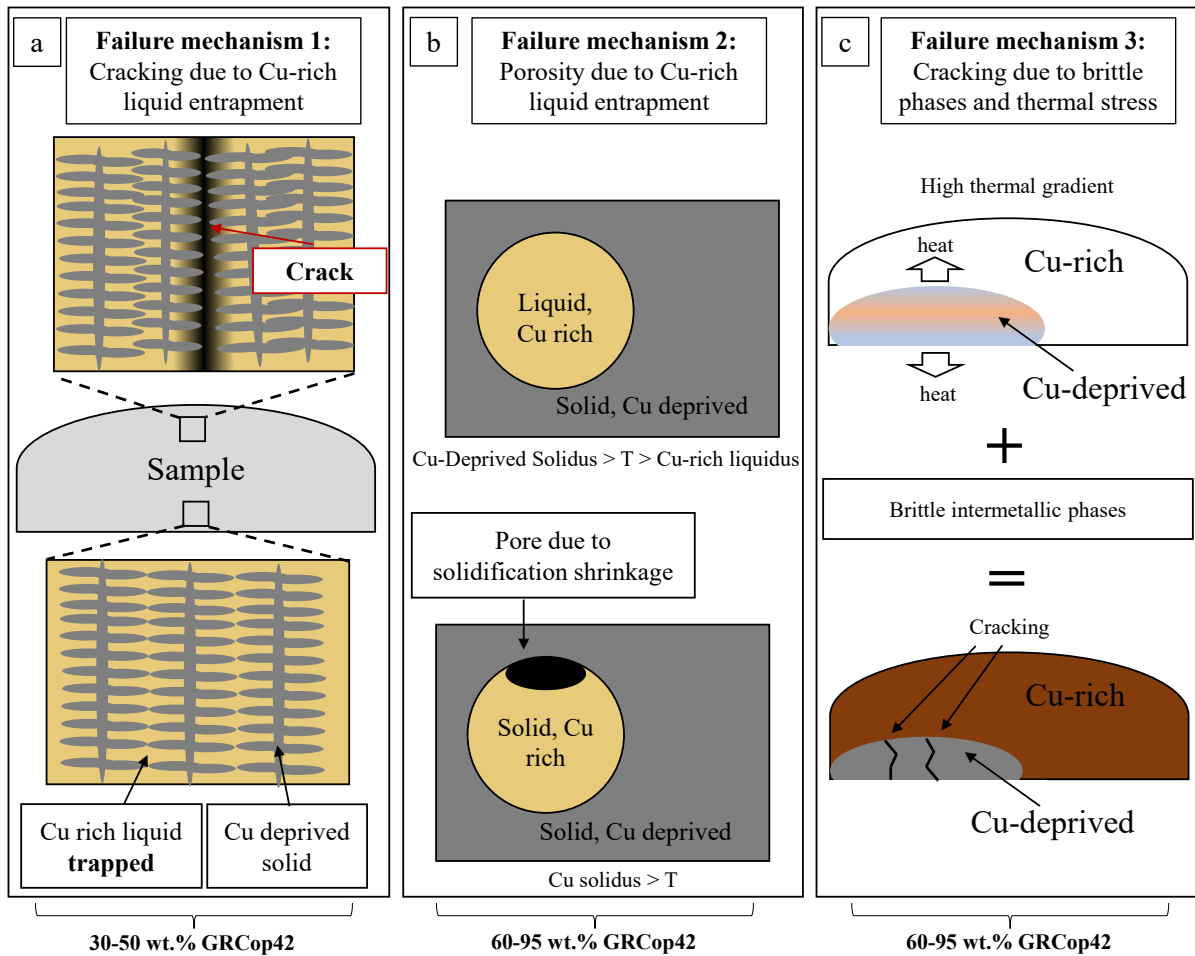 a
Failure mechanism 1:
Cracking due to Cu-rich
liquid entrapment
Crack
Sample
Cu rich liquid
trapped
Cu deprived
solid
30-50 wt.% GRCop42
b
Failure mechanism 2:
Porosity due to Cu-rich
liquid entrapment
Liquid,
Cu rich
Solid, Cu deprived
Cu-Deprived Solidus > T > Cu-rich liquidus
Pore due to
solidification shrinkage
Solid, Cu
rich
Solid, Cu deprived
Cu solidus > T
60-95 wt.% GRCop42
c
Failure mechanism 3:
Cracking due to brittle
phases and thermal stress
High thermal gradient
heat
Cu-rich
heat
Cu-deprived
+
Brittle intermetallic phases
=
Cracking
Cu-rich
Cu-deprived
60-95 wt.% GRCop42